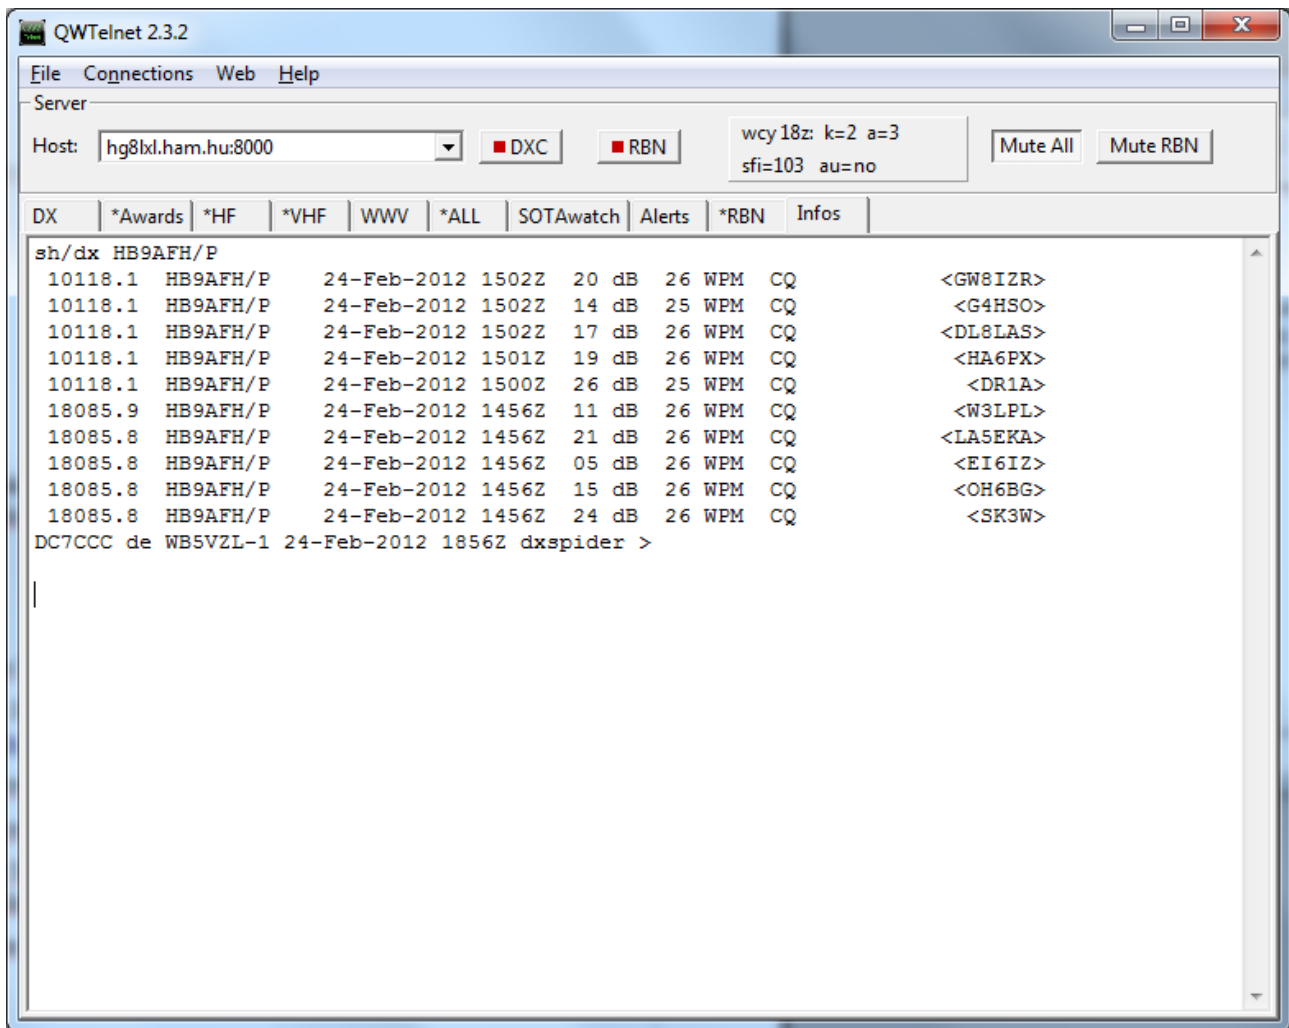 QWTelnet 2.3.2
File Connections Web Help
Server
Host: hg8lxl.ham.hu:8000 DXC RBN wcy 18z: k=2 a=3 Mute All Mute RBN
sfi=103 au=no
DX *Awards *HF *VHF WWV *ALL SOTAwatch Alerts *RBN Infos
sh/dx HB9AFH/P
10118.1 HB9AFH/P 24-Feb-2012 1502Z 20 dB 26 WPM CQ <GW8IZR>
10118.1 HB9AFH/P 24-Feb-2012 1502Z 14 dB 25 WPM CQ <G4HSO>
10118.1 HB9AFH/P 24-Feb-2012 1502Z 17 dB 26 WPM CQ <DL8LAS>
10118.1 HB9AFH/P 24-Feb-2012 1501Z 19 dB 26 WPM CQ <HA6PX>
10118.1 HB9AFH/P 24-Feb-2012 1500Z 26 dB 25 WPM CQ <DR1A>
18085.9 HB9AFH/P 24-Feb-2012 1456Z 11 dB 26 WPM CQ <W3LPL>
18085.8 HB9AFH/P 24-Feb-2012 1456Z 21 dB 26 WPM CQ <LA5EKA>
18085.8 HB9AFH/P 24-Feb-2012 1456Z 05 dB 26 WPM CQ <EI6IZ>
18085.8 HB9AFH/P 24-Feb-2012 1456Z 15 dB 26 WPM CQ <OH6BG>
18085.8 HB9AFH/P 24-Feb-2012 1456Z 24 dB 26 WPM CQ <SK3W>
DC7CCC de WB5VZL-1 24-Feb-2012 1856Z dxspider >